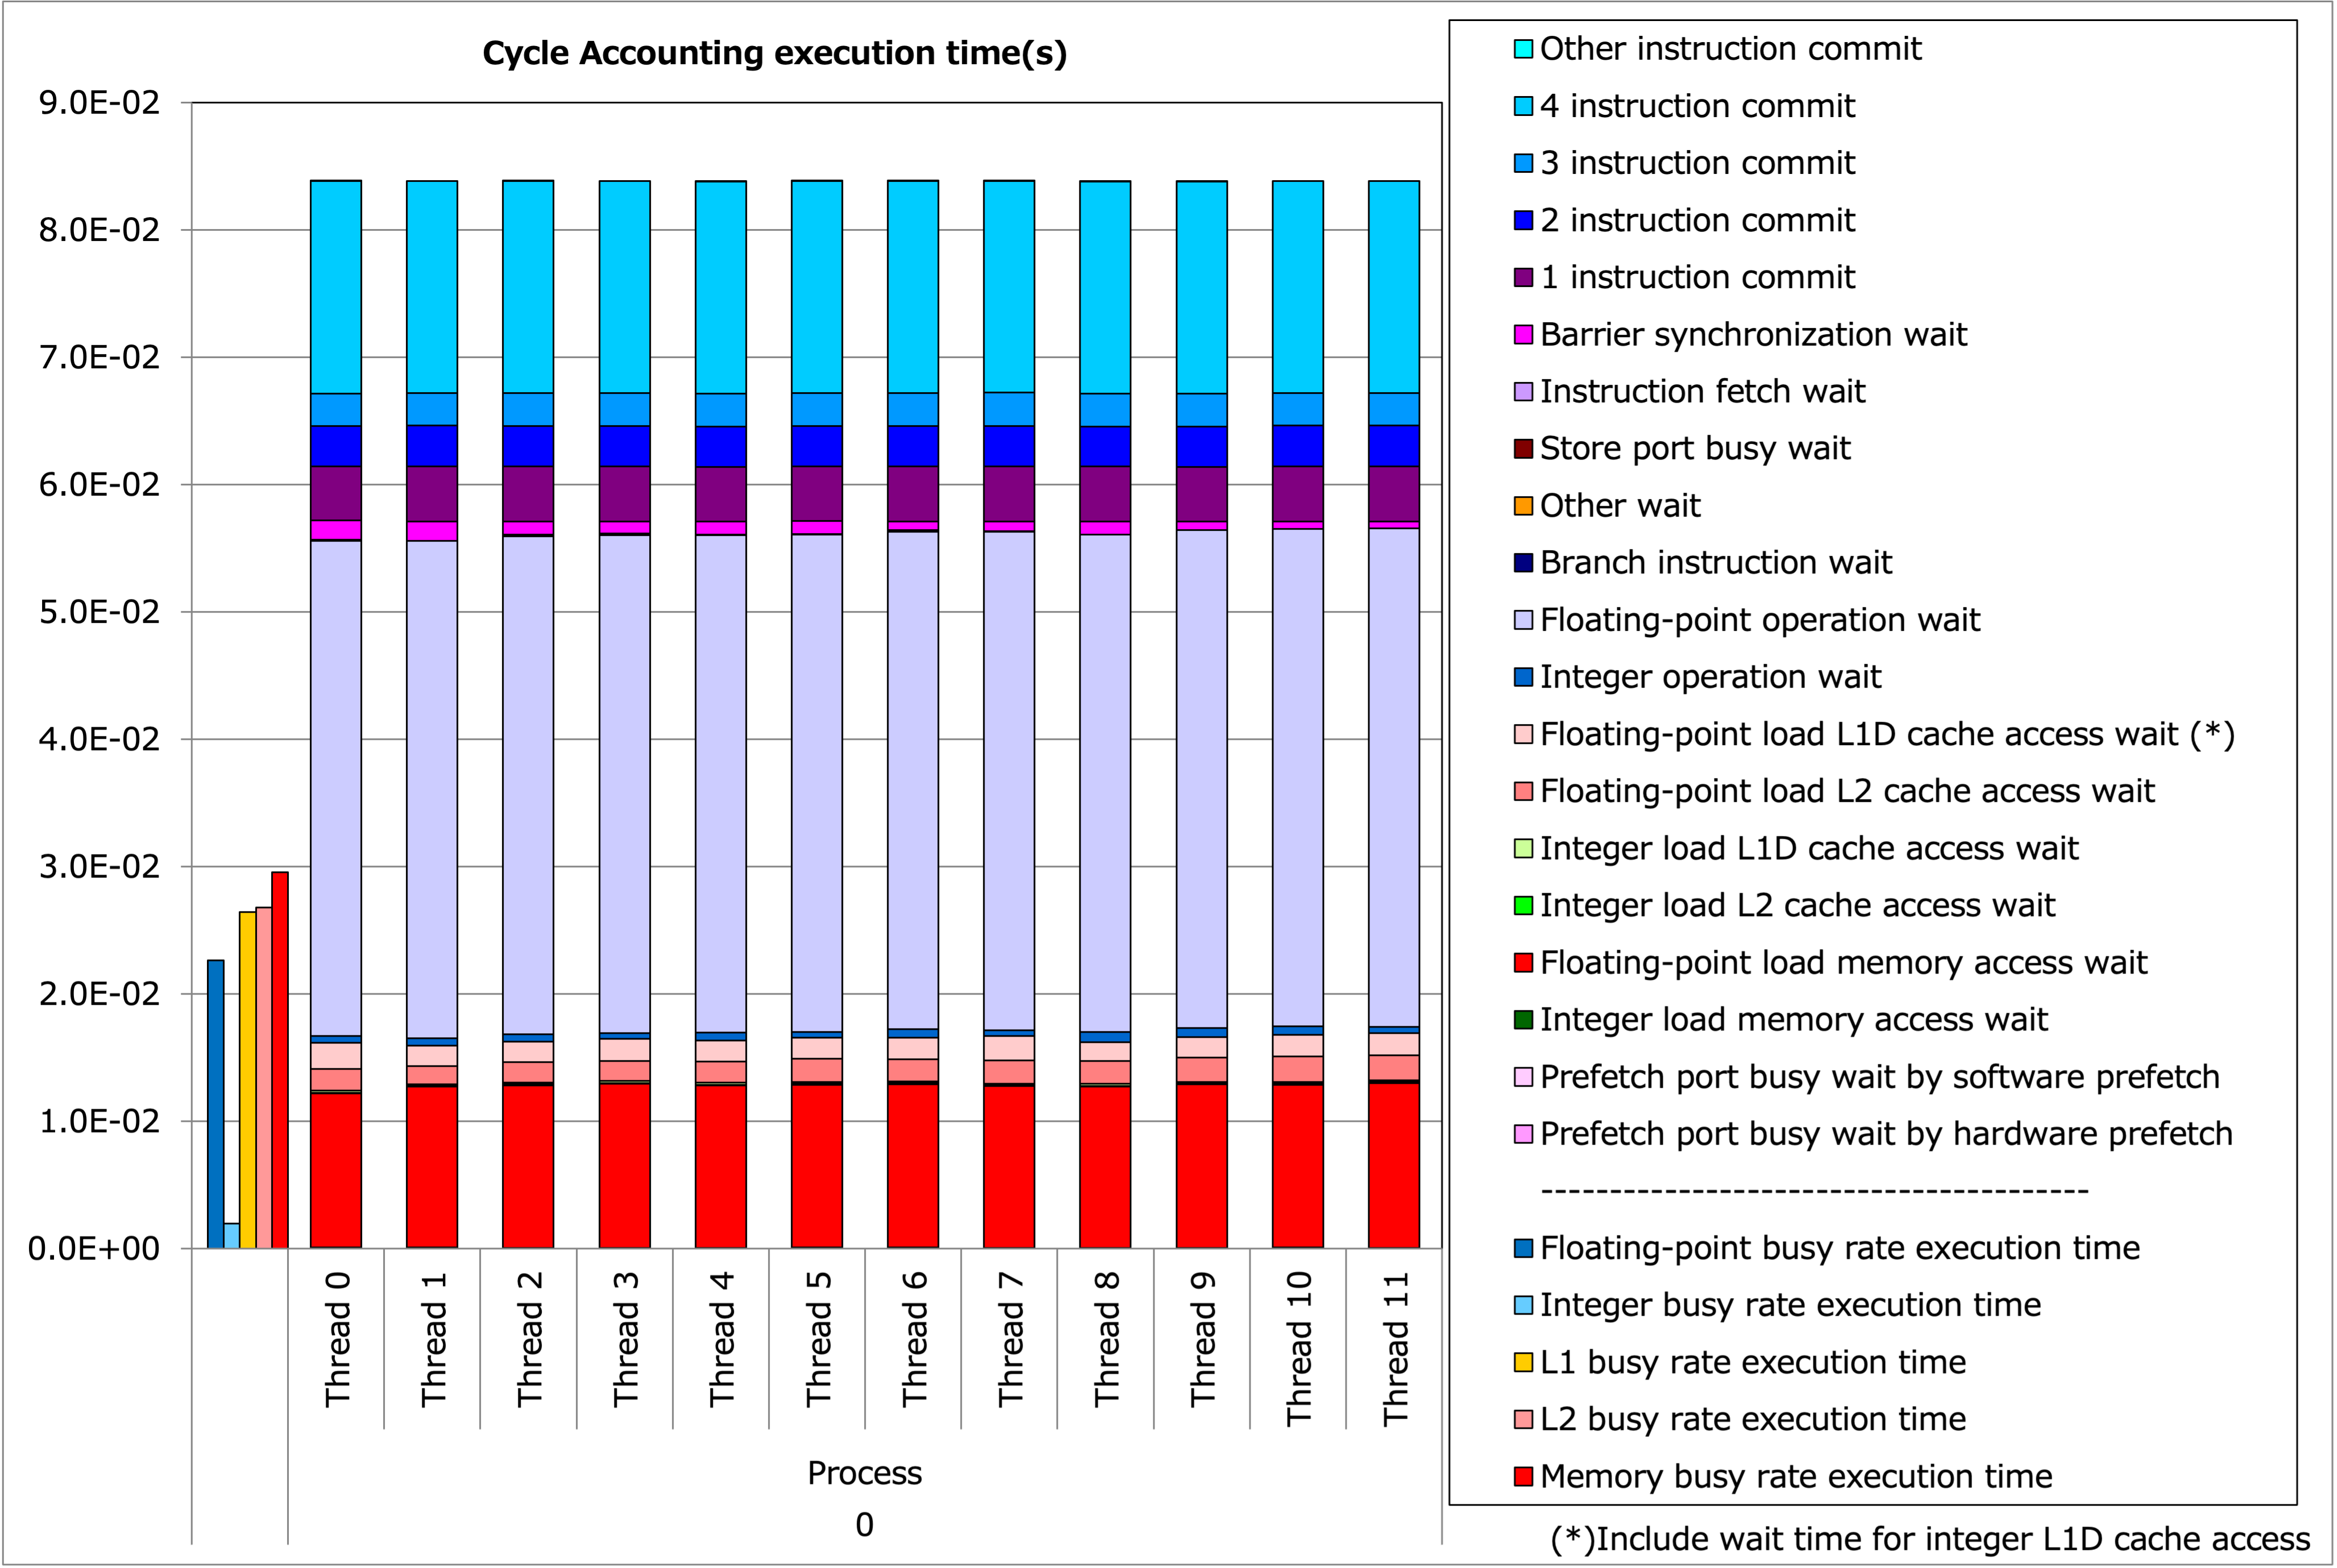 Cycle Accounting execution time(s)
9.0E-02
8.0E-02
7.0E-02
6.0E-02
5.0E-02
4.0E-02
3.0E-02
2.0E-02
1.0E-02
0.0E+00
Thread 0
Thread 1
Thread 2
Thread 3
Thread 4
Thread 5
Thread 6
Thread 7
Thread 8
Thread 9
Thread 10
Thread 11
Process
0
Other instruction commit
4 instruction commit
3 instruction commit
2 instruction commit
1 instruction commit
Barrier synchronization wait
Instruction fetch wait
Store port busy wait
Other wait
Branch instruction wait
Floating-point operation wait
Integer operation wait
Floating-point load L1D cache access wait (*)
Floating-point load L2 cache access wait
Integer load L1D cache access wait
Integer load L2 cache access wait
Floating-point load memory access wait
Integer load memory access wait
Prefetch port busy wait by software prefetch
Prefetch port busy wait by hardware prefetch
----------------------------------------
Floating-point busy rate execution time
Integer busy rate execution time
L1 busy rate execution time
L2 busy rate execution time
Memory busy rate execution time
(*)Include wait time for integer L1D cache access